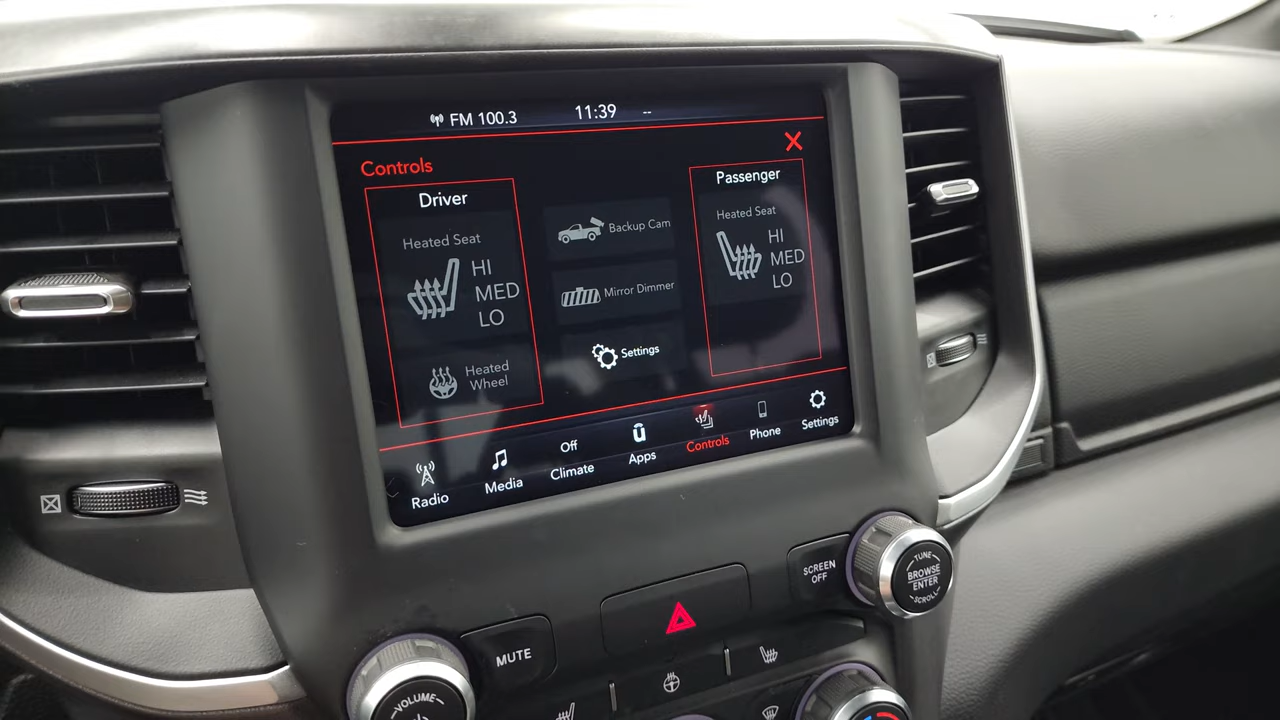 FM 100.3 11:39 --
Controls
Driver
Heated Seat
HI
MED
LO
Heated
Wheel
Backup Cam
Mirror Dimmer
Settings
Passenger
Heated Seat
HI
MED
LO
Radio
Media
Off
Climate
Apps
Controls
Phone
Settings
SCREEN
OFF
TUNE
BROWSE
ENTER
SCROLL
MUTE
VOLUME